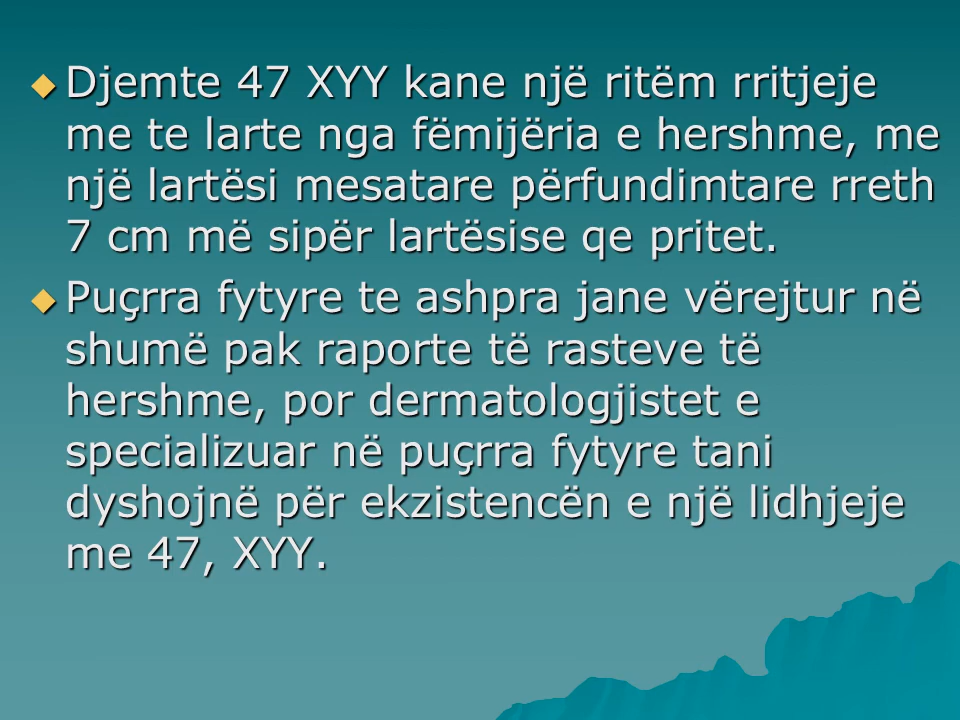 Djemte 47 XYY kane një ritëm rritjeje
me te larte nga fëmijëria e hershme, me
një lartësi mesatare përfundimtare rreth
7 cm më sipër lartësise qe pritet.
Puçrra fytyre te ashpra jane vërejtur në
shumë pak raporte të rasteve të
hershme, por dermatologjistet e
specializuar në puçrra fytyre tani
dyshojnë për ekzistencën e një lidhjeje
me 47, XYY.